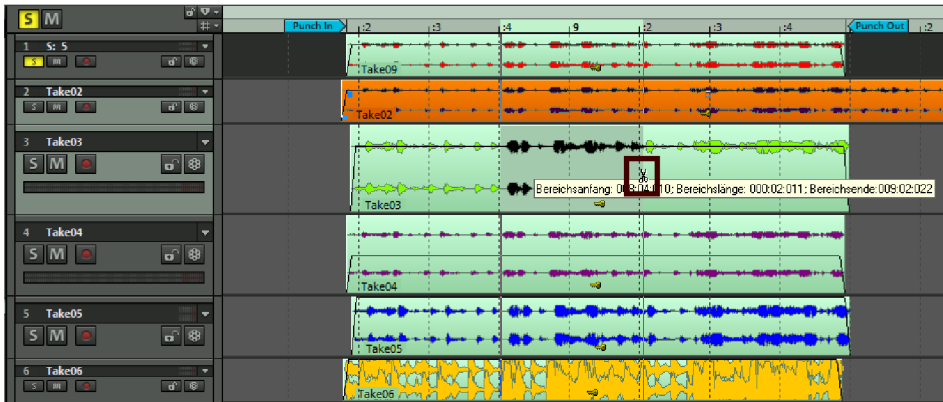 S M
Punch In :2 :3 :4 9 :2 :3 :4 Punch Out :2
1 S: 5
S M
Take09
2 Take02
S M
Take02
3 Take03
S M
Bereichsanfang: 008:04:010; Bereichslänge: 000:02:011; Bereichsende:009:02:022
Take03
4 Take04
S M
Take04
5 Take05
S M
Take05
6 Take06
S M
Take06